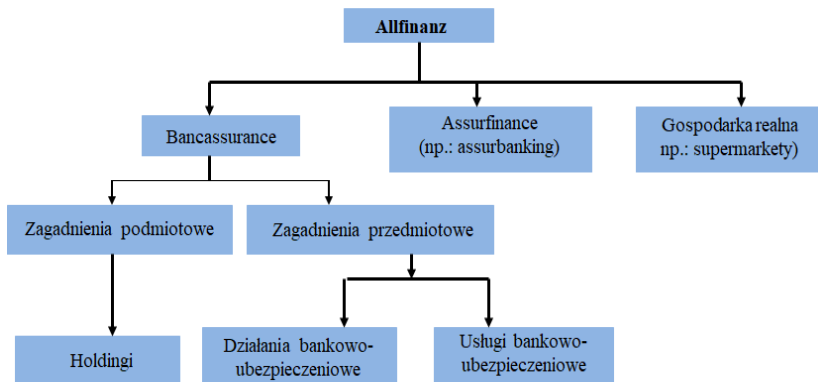 Allfinanz
Bancassurance
Assurfinance
(np.: assurbanking)
Gospodarka realna
np.: supermarkety)
Zagadnienia podmiotowe
Zagadnienia przedmiotowe
Holdingi
Działania bankowo-
ubezpieczeniowe
Usługi bankowo-
ubezpieczeniowe